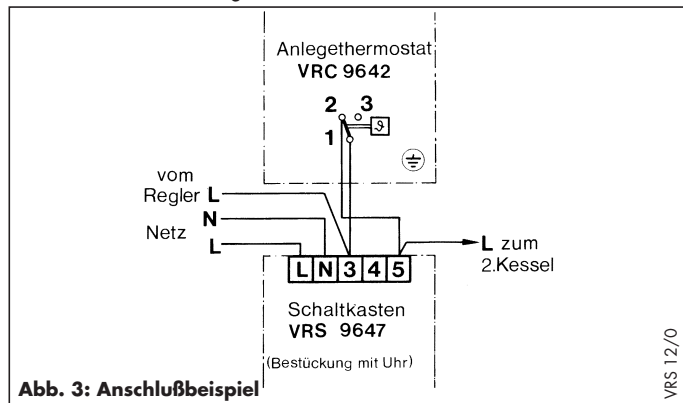 Anlegethermostat
VRC 9642
2 3
1
vom
Regler L
N
Netz
L
L N 3 4 5
L zum
2.Kessel
Schaltkasten
VRS 9647
(Bestückung mit Uhr)
Abb. 3: Anschlußbeispiel
VRS 12/0